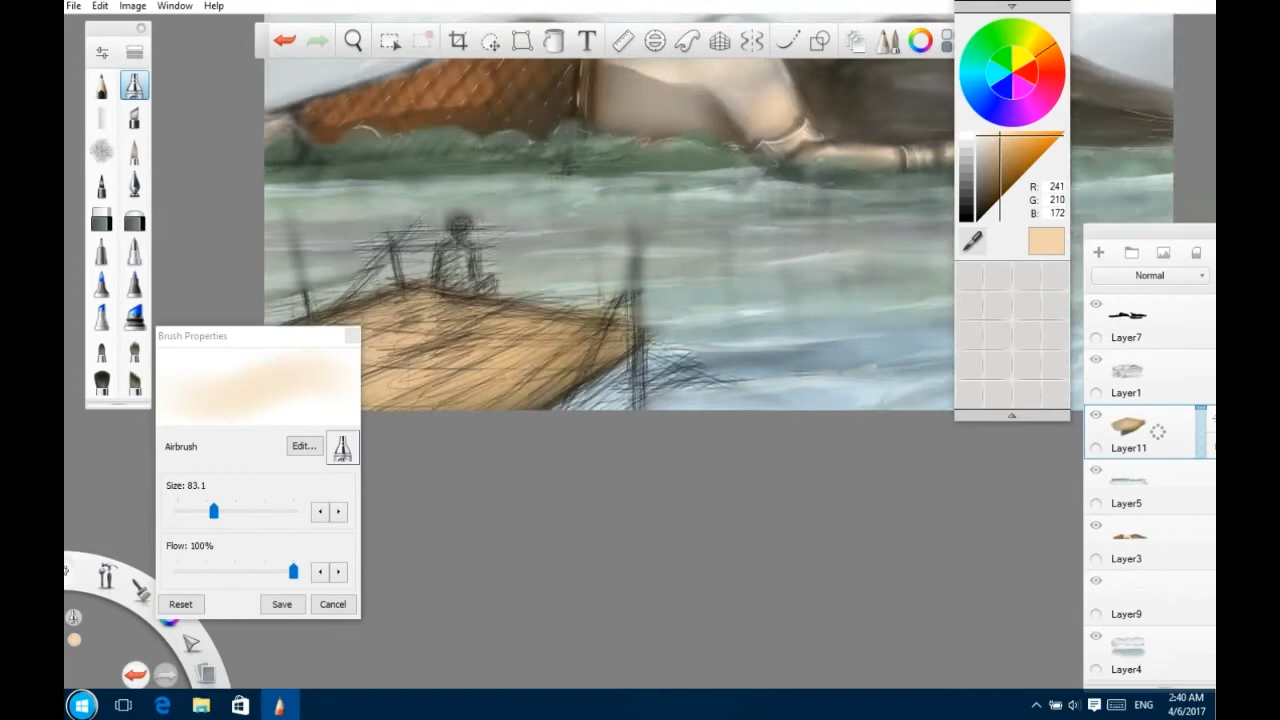 File Edit Image Window Help
R: 241
G: 210
B: 172
Normal
Layer7
Layer1
Layer11
Layer5
Layer3
Layer9
Layer4
Brush Properties
Airbrush
Edit...
Size: 83.1
Flow: 100%
Reset
Save
Cancel
ENG
2:40 AM
4/6/2017